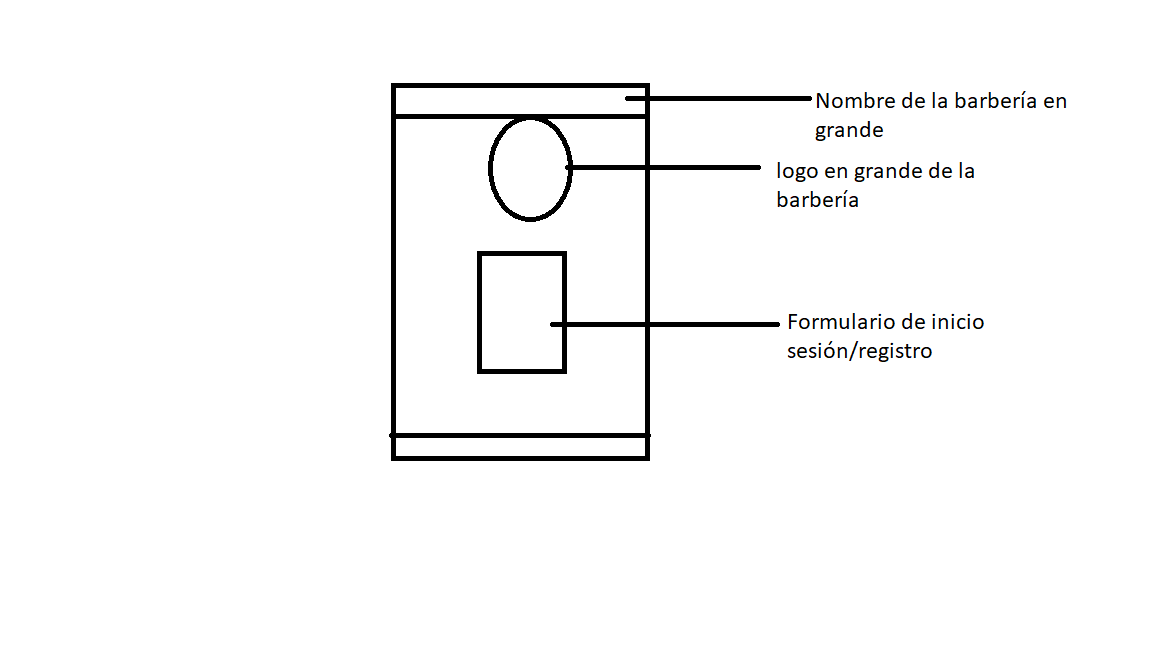 Nombre de la barbería en
grande
logo en grande de la
barbería
Formulario de inicio
sesión/registro